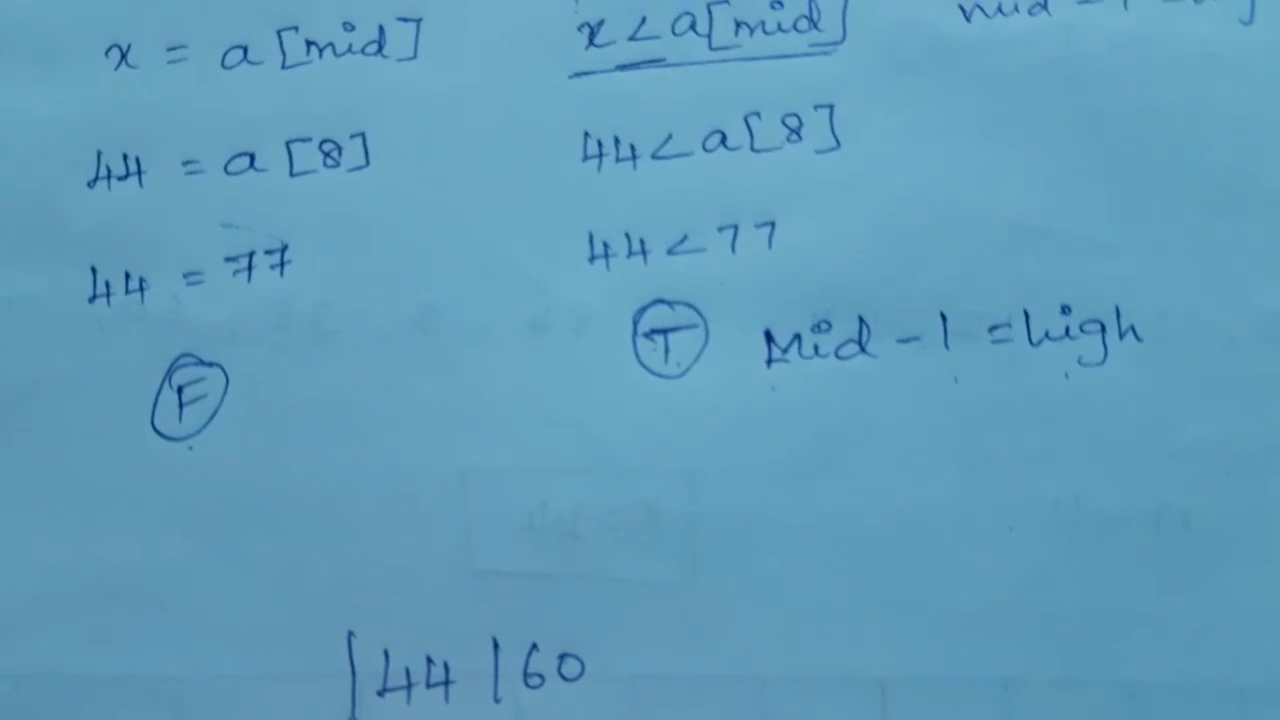 x = a [mid] x < a[mid]
44 = a [8] 44 < a[8]
44 = 77 44 < 77
F T mid - 1 = high
| 44 | 60